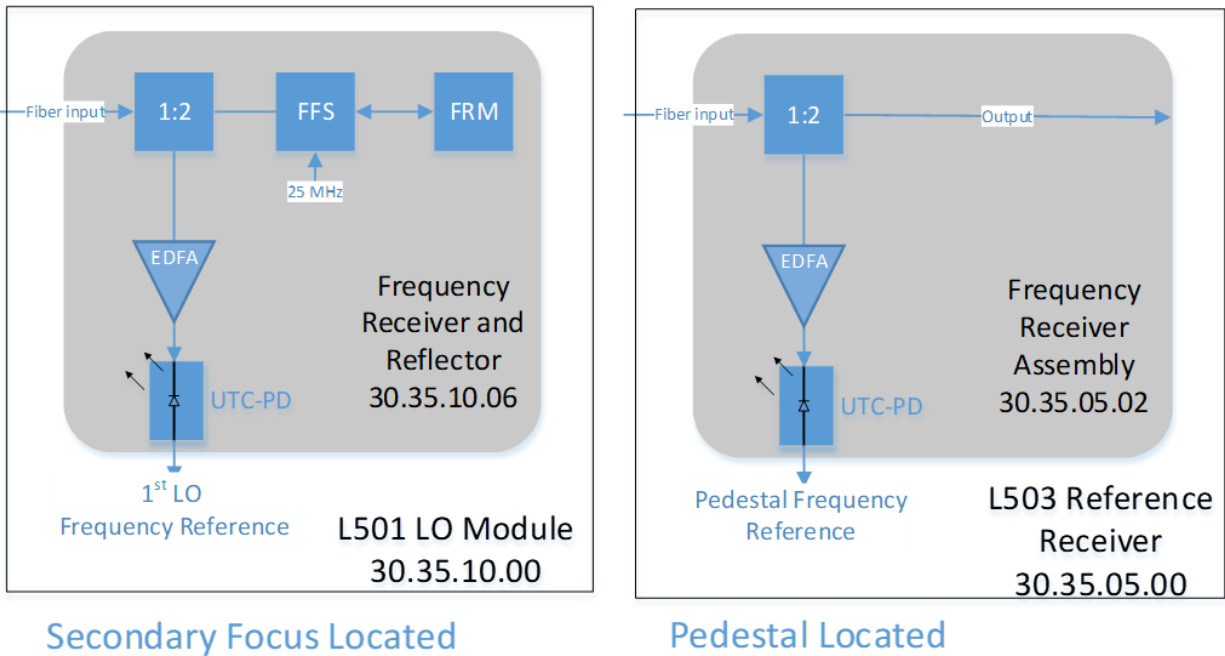 Fiber input
1:2
FFS
FRM
25 MHz
EDFA
Frequency
Receiver and
Reflector
30.35.10.06
UTC-PD
1st LO
Frequency Reference
L501 LO Module
30.35.10.00
Secondary Focus Located
Fiber input
1:2
Output
EDFA
Frequency
Receiver
Assembly
30.35.05.02
UTC-PD
Pedestal Frequency
Reference
L503 Reference
Receiver
30.35.05.00
Pedestal Located